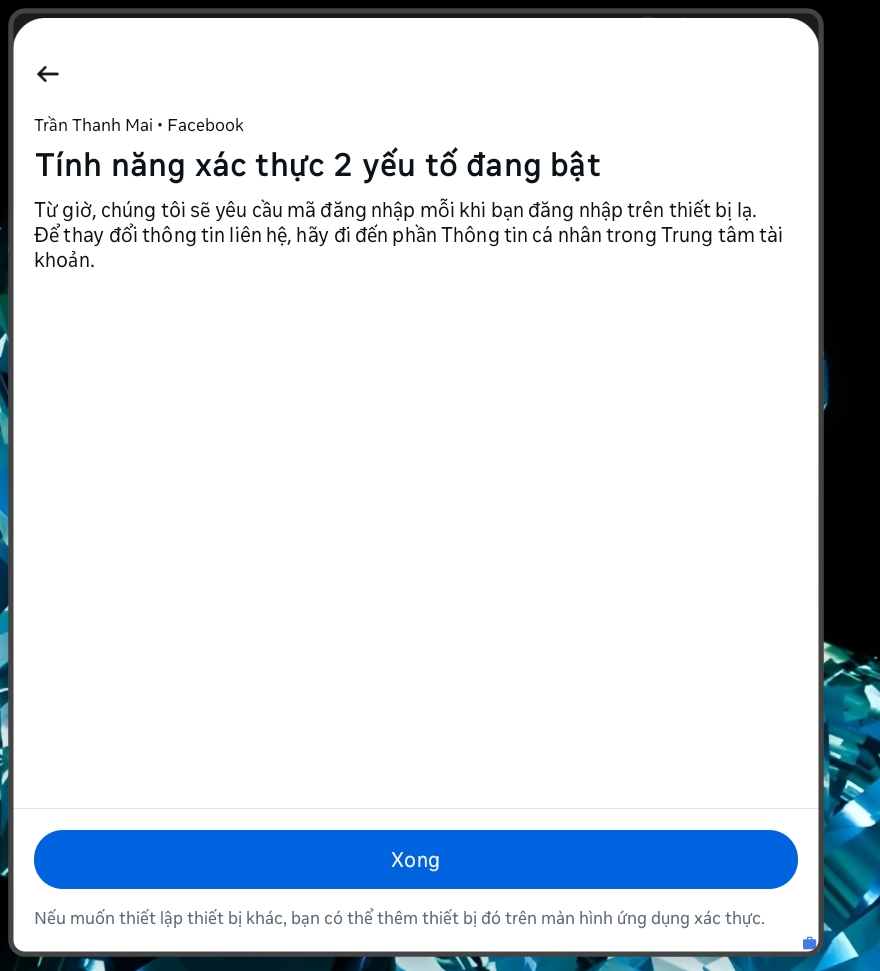 Trần Thanh Mai • Facebook
Tính năng xác thực 2 yếu tố đang bật
Từ giờ, chúng tôi sẽ yêu cầu mã đăng nhập mỗi khi bạn đăng nhập trên thiết bị lạ.
Để thay đổi thông tin liên hệ, hãy đi đến phần Thông tin cá nhân trong Trung tâm tài
khoản.
Xong
Nếu muốn thiết lập thiết bị khác, bạn có thể thêm thiết bị đó trên màn hình ứng dụng xác thực.